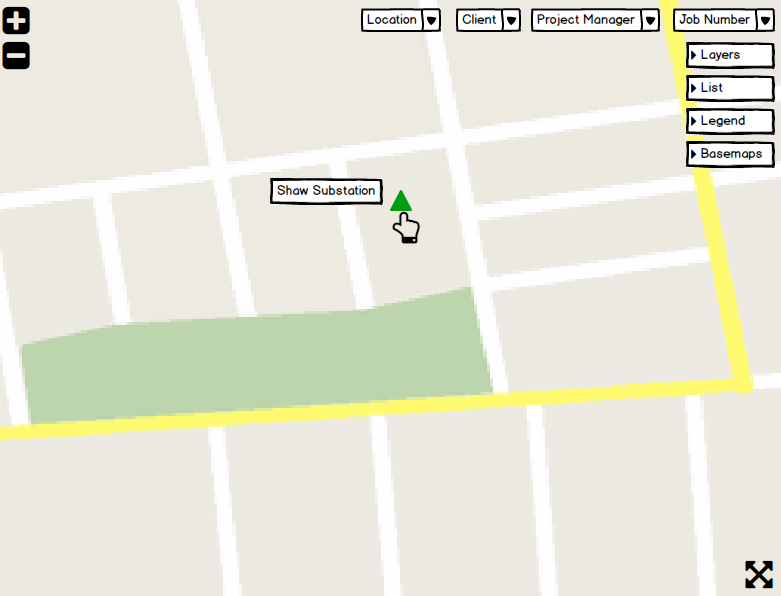 Location
Client
Project Manager
Job Number
Layers
List
Legend
Basemaps
Shaw Substation